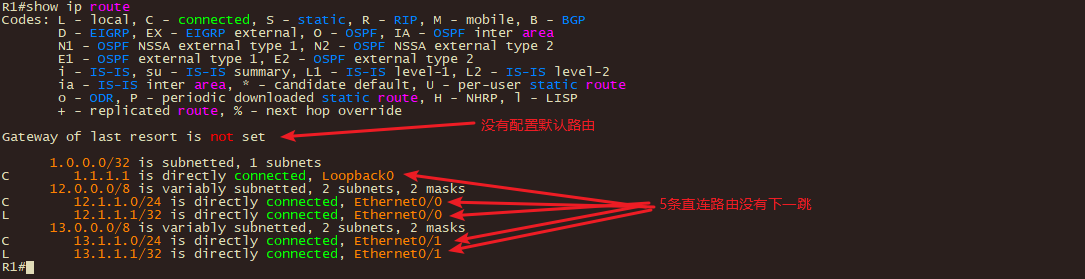 R1#show ip route
Codes: L - local, C - connected, S - static, R - RIP, M - mobile, B - BGP
       D - EIGRP, EX - EIGRP external, O - OSPF, IA - OSPF inter area
       N1 - OSPF NSSA external type 1, N2 - OSPF NSSA external type 2
       E1 - OSPF external type 1, E2 - OSPF external type 2
       i - IS-IS, su - IS-IS summary, L1 - IS-IS level-1, L2 - IS-IS level-2
       ia - IS-IS inter area, * - candidate default, U - per-user static route
       o - ODR, P - periodic downloaded static route, H - NHRP, l - LISP
       + - replicated route, % - next hop override
没有配置默认路由
Gateway of last resort is not set
      1.0.0.0/32 is subnetted, 1 subnets
C        1.1.1.1 is directly connected, Loopback0
      12.0.0.0/8 is variably subnetted, 2 subnets, 2 masks
C        12.1.1.0/24 is directly connected, Ethernet0/0
5条直连路由没有下一跳
L        12.1.1.1/32 is directly connected, Ethernet0/0
      13.0.0.0/8 is variably subnetted, 2 subnets, 2 masks
C        13.1.1.0/24 is directly connected, Ethernet0/1
L        13.1.1.1/32 is directly connected, Ethernet0/1
R1#